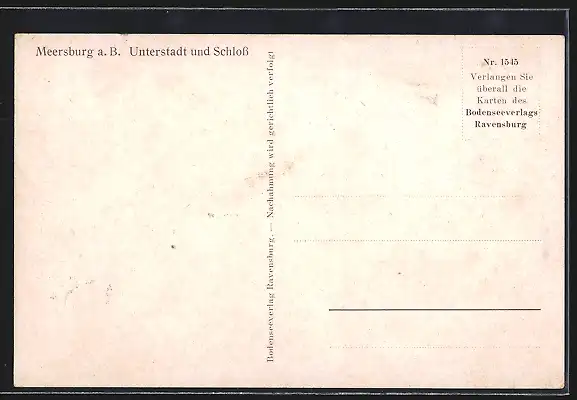 Meersburg a. B. Unterstadt und Schloß
Bodenseeverlag Ravensburg. — Nachahmung wird gerichtlich verfolgt
Nr. 1545
Verlangen Sie
überall die
Karten des
Bodenseeverlags
Ravensburg